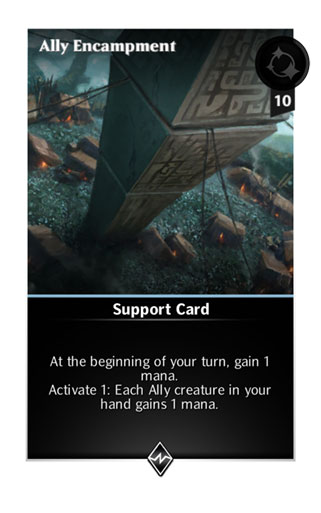 Ally Encampment
10
Support Card
At the beginning of your turn, gain 1
mana.
Activate 1: Each Ally creature in your
hand gains 1 mana.